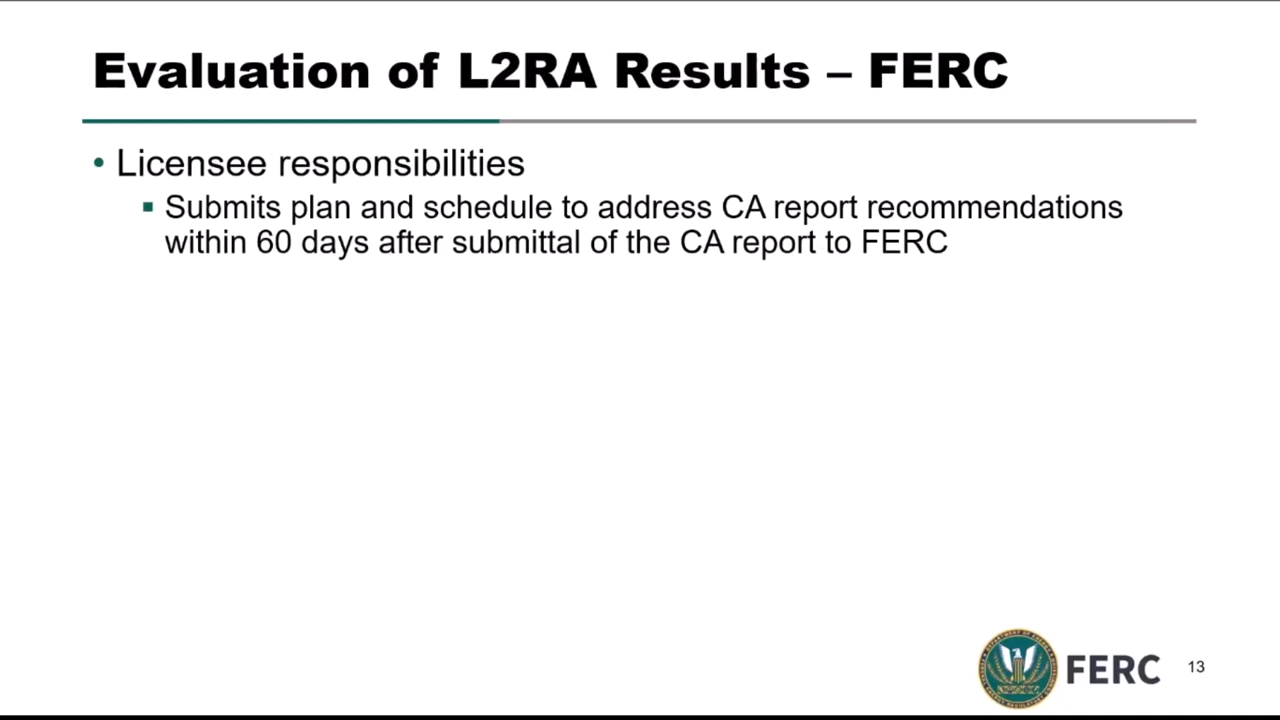 Evaluation of L2RA Results – FERC
• Licensee responsibilities
▪ Submits plan and schedule to address CA report recommendations
within 60 days after submittal of the CA report to FERC
FERC
13